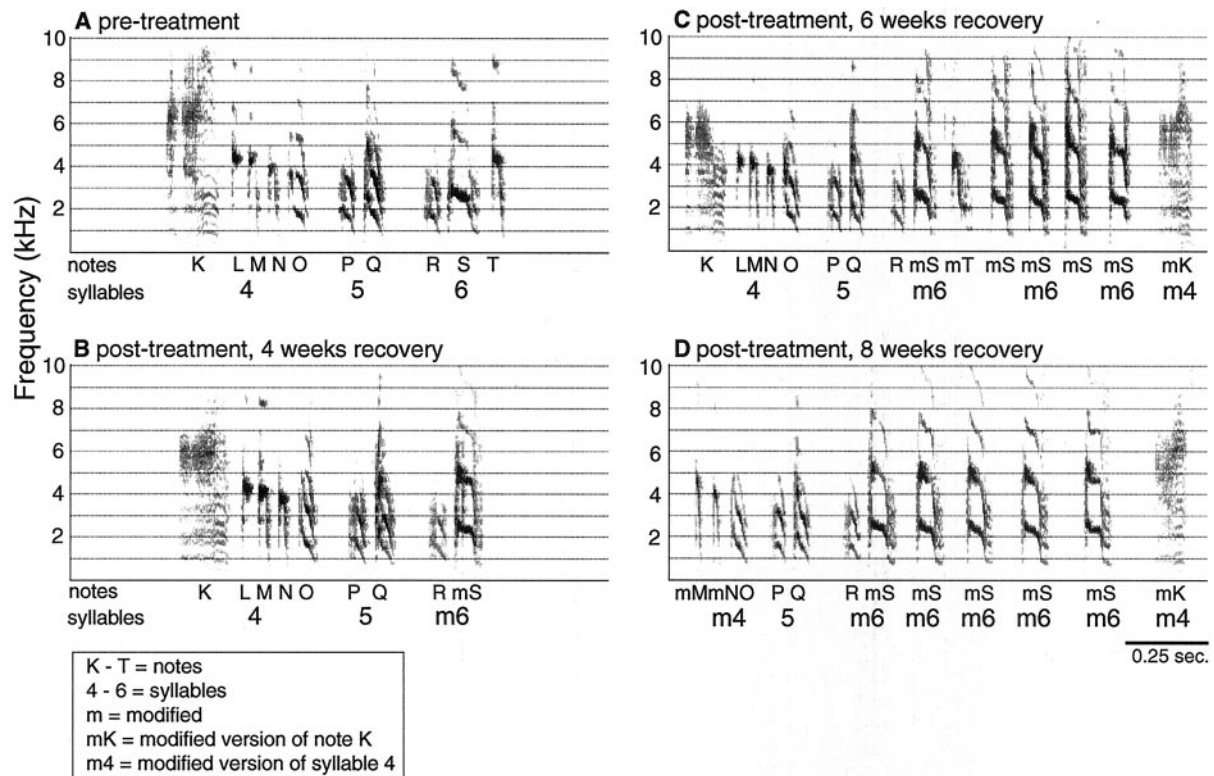 A pre-treatment
10
8
6
4
2
notes K L M N O P Q R S T
syllables 4 5 6
B post-treatment, 4 weeks recovery
10
8
6
4
2
notes K L M N O P Q R mS
syllables 4 5 m6
Frequency (kHz)
C post-treatment, 6 weeks recovery
10
8
6
4
2
K LMN O P Q R mS mT mS mS mS mS mK
4 5 m6 m6 m6 m4
D post-treatment, 8 weeks recovery
10
8
6
4
2
mMmNO P Q R mS mS mS mS mS mK
m4 5 m6 m6 m6 m6 m6 m4
0.25 sec.
K - T = notes
4 - 6 = syllables
m = modified
mK = modified version of note K
m4 = modified version of syllable 4